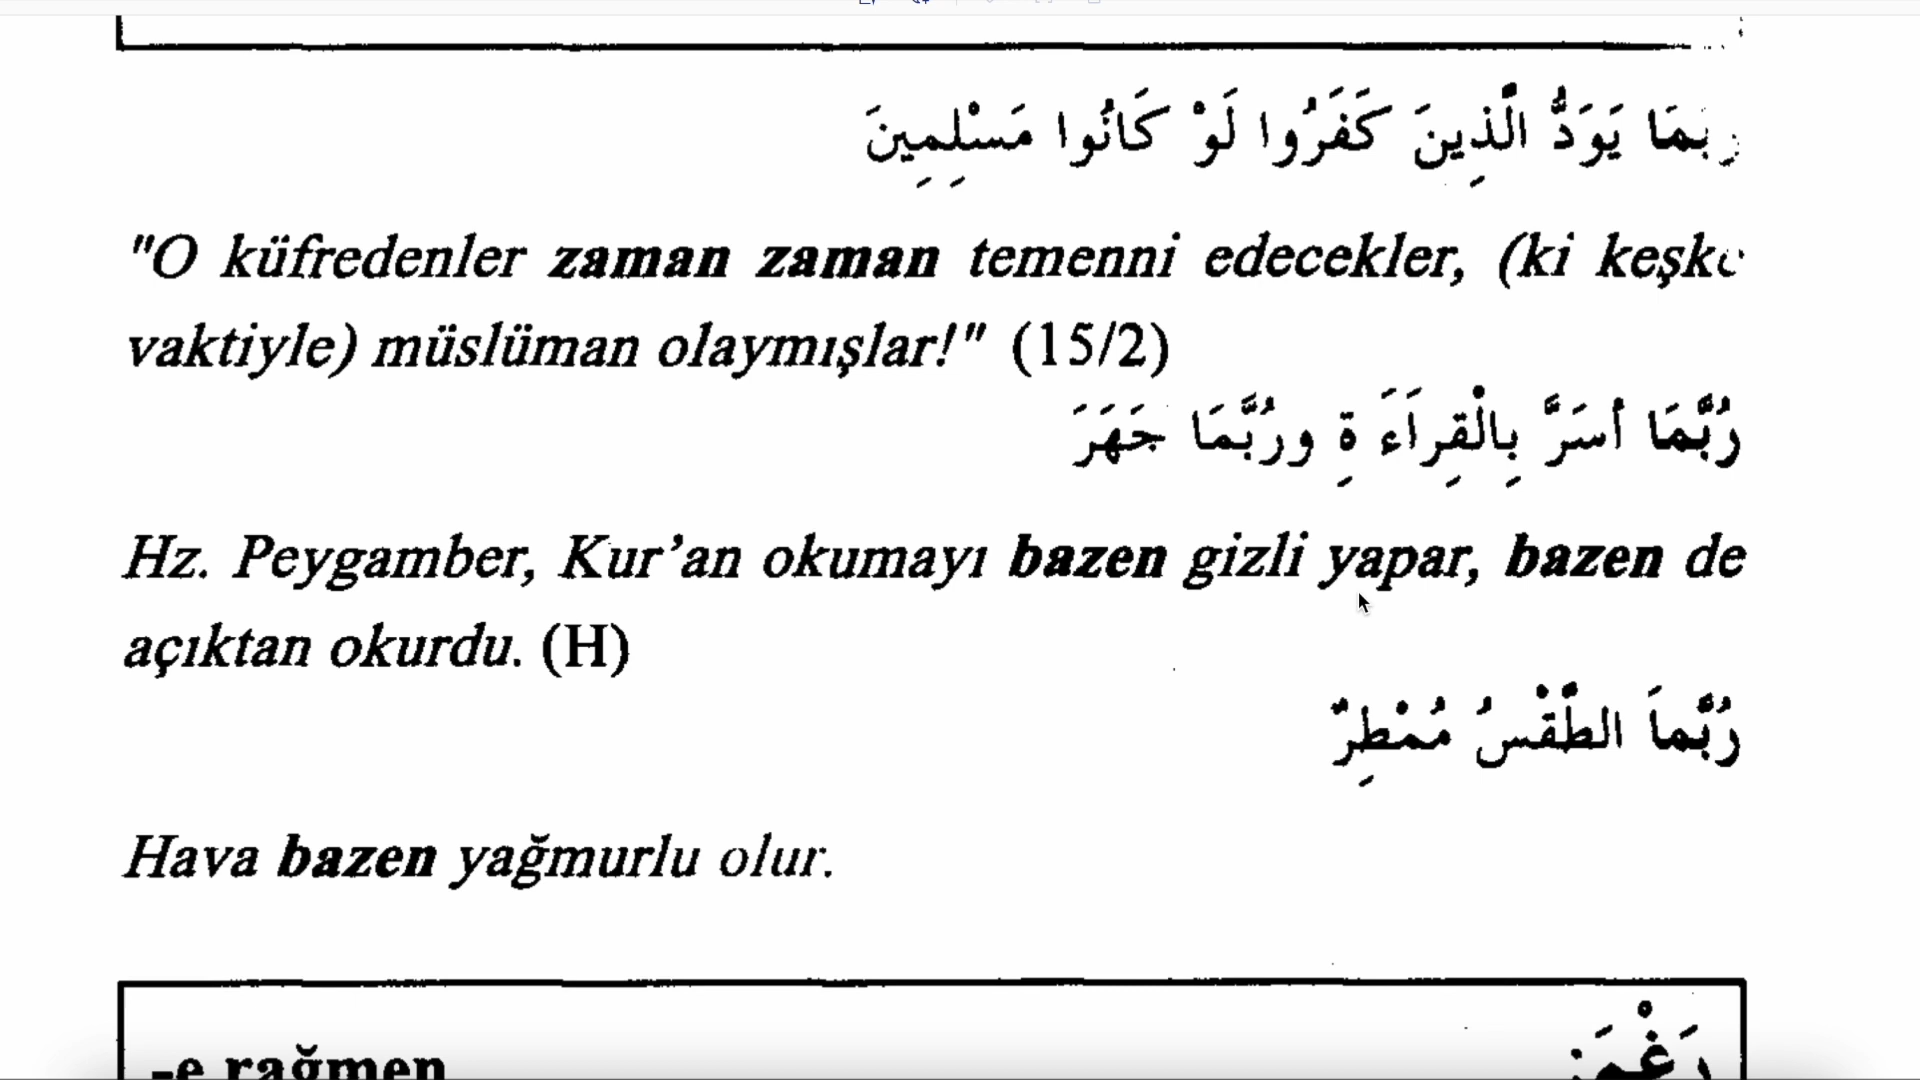 رُبَمَا يَوَدُّ الَّذِينَ كَفَرُوا لَوْ كَانُوا مَسْلِمِينَ
"O küfredenler zaman zaman temenni edecekler, (ki keşke
vaktiyle) müslüman olaymışlar!" (15/2)
رُبَّمَا أسَرَّ بِالْقِرَاَءَ ةِ ورُبَّمَا جَهَرَ
Hz. Peygamber, Kur’an okumayı bazen gizli yapar, bazen de
açıktan okurdu. (H)
رُبَّماَ الطَّقْسُ مُمْطِرٌ
Hava bazen yağmurlu olur.
-e rağmen